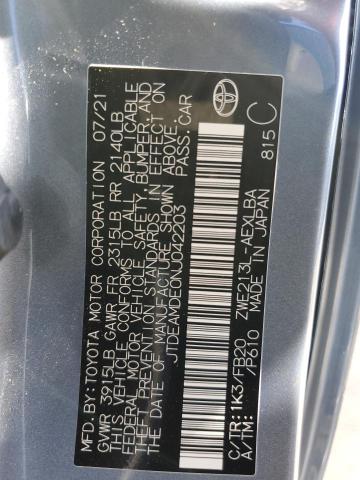 MFD.BY:TOYOTA MOTOR CORPORATION 07/21
GVWR 3915LB GAWR FR 2315LB RR 2140LB
THIS VEHICLE CONFORMS TO ALL APPLICABLE
FEDERAL MOTOR VEHICLE SAFETY, BUMPER, AND
THEFT PREVENTION STANDARDS IN EFFECT ON
THE DATE OF MANUFACTURE SHOWN ABOVE.
JTDEAMDE0NJ042203 PASS.CAR
C/TR:1K3/FB20 ZWE213L-AEXLBA
A/TM: /P610 MADE IN JAPAN 815 C